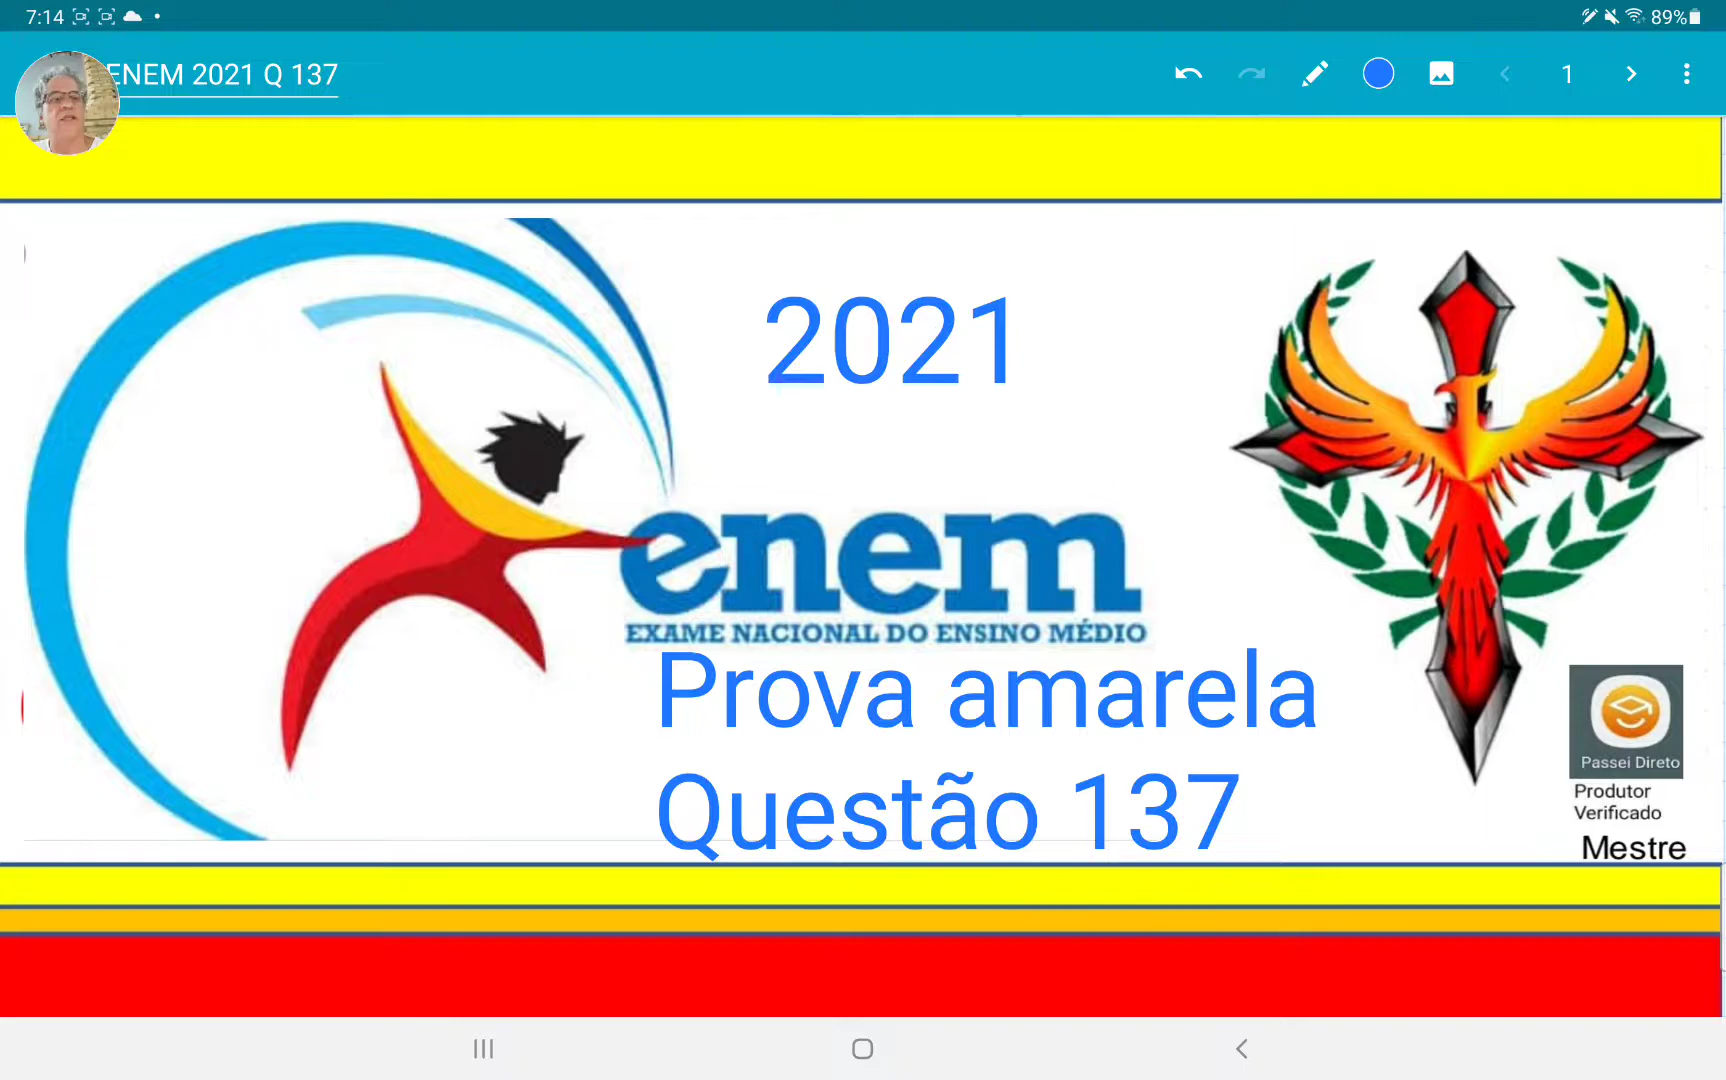 7:14
89%
ENEM 2021 Q 137
1
2021
enem
EXAME NACIONAL DO ENSINO MÉDIO
Prova amarela
Questão 137
Passei Direto
Produtor
Verificado
Mestre